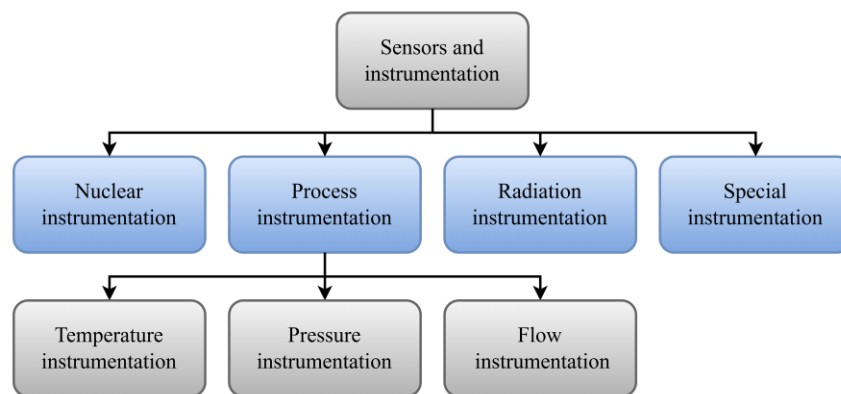 Sensors and
instrumentation
Nuclear
instrumentation
Process
instrumentation
Radiation
instrumentation
Special
instrumentation
Temperature
instrumentation
Pressure
instrumentation
Flow
instrumentation